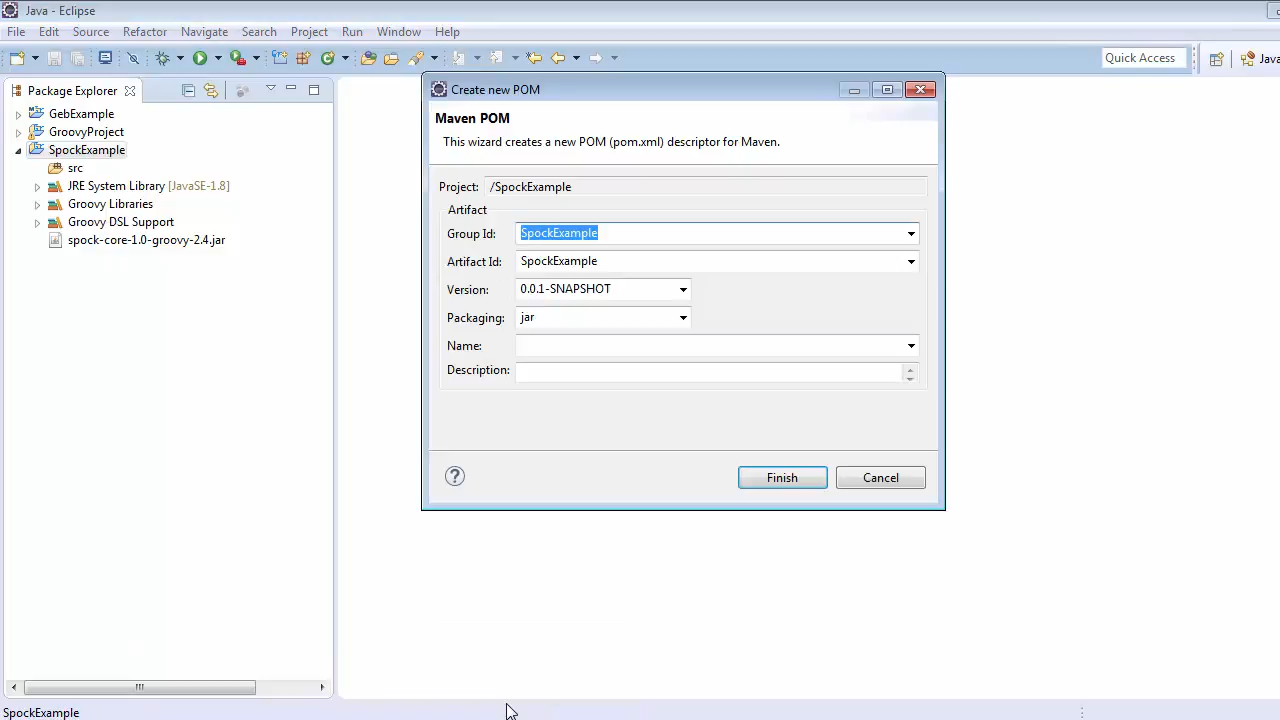 Java - Eclipse
File Edit Source Refactor Navigate Search Project Run Window Help
Quick Access
Java
Package Explorer
GebExample
GroovyProject
SpockExample
src
JRE System Library [JavaSE-1.8]
Groovy Libraries
Groovy DSL Support
spock-core-1.0-groovy-2.4.jar
Create new POM
Maven POM
This wizard creates a new POM (pom.xml) descriptor for Maven.
Project: /SpockExample
Artifact
Group Id: SpockExample
Artifact Id: SpockExample
Version: 0.0.1-SNAPSHOT
Packaging: jar
Name:
Description:
Finish Cancel
SpockExample